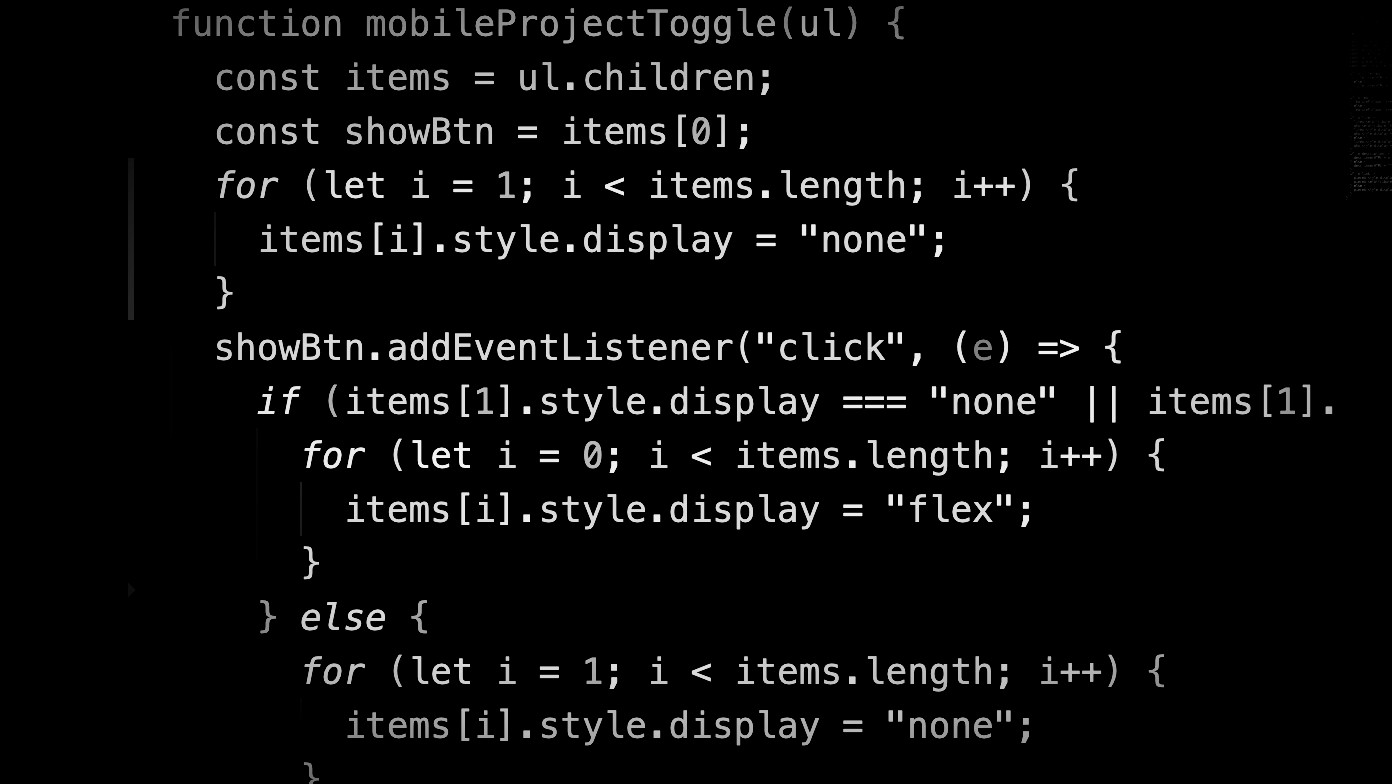 function mobileProjectToggle(ul) {
const items = ul.children;
const showBtn = items[0];
for (let i = 1; i < items.length; i++) {
items[i].style.display = "none";
}
showBtn.addEventListener("click", (e) => {
if (items[1].style.display === "none" || items[1].
for (let i = 0; i < items.length; i++) {
items[i].style.display = "flex";
}
} else {
for (let i = 1; i < items.length; i++) {
items[i].style.display = "none";
}